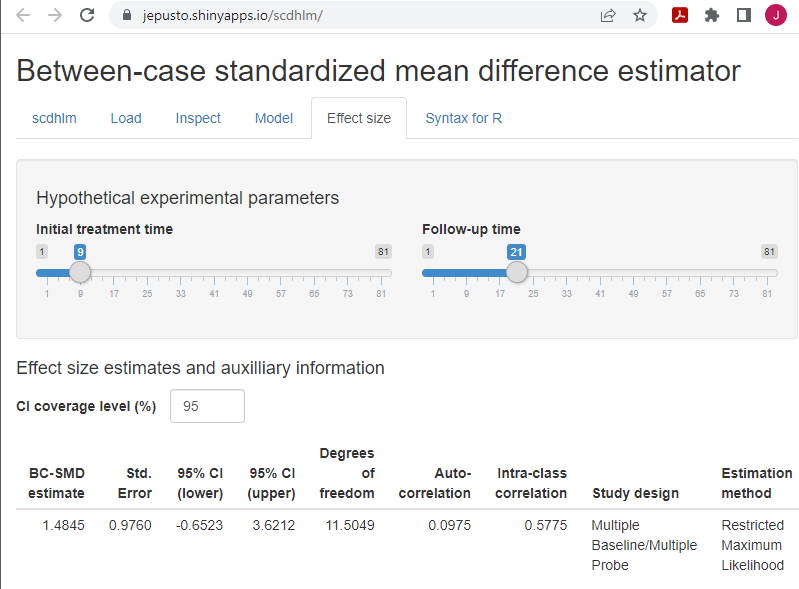 jepusto.shinyapps.io/scdhlm/
J
Between-case standardized mean difference estimator
scdhlm Load Inspect Model Effect size Syntax for R
Hypothetical experimental parameters
Initial treatment time Follow-up time
1 9 81 1 21 81
1 9 17 25 33 41 49 57 65 73 81 1 9 17 25 33 41 49 57 65 73 81
Effect size estimates and auxilliary information
CI coverage level (%) 95
Degrees
BC-SMD Std. 95% CI 95% CI of Auto- Intra-class Estimation
estimate Error (lower) (upper) freedom correlation correlation Study design method
1.4845 0.9760 -0.6523 3.6212 11.5049 0.0975 0.5775 Multiple Restricted
Baseline/Multiple Maximum
Probe Likelihood